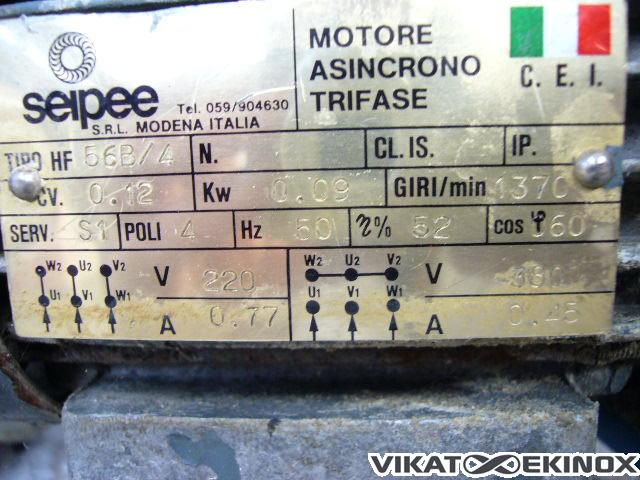 seipee
Tel. 059/904630
S.R.L. MODENA ITALIA
MOTORE
ASINCRONO
TRIFASE
C. E. I.
TIPO HF 56B/4 N. CL.IS. IP.
CV. 0.12 Kw 0.09 GIRI/min 1370
SERV. S1 POLI 4 Hz 50 η% 52 cos φ 060
W2 U2 V2 V 220 W2 U2 V2 V 380
U1 V1 W1 A 0.77 U1 V1 W1 A 0.45
VIKAT EKINOX